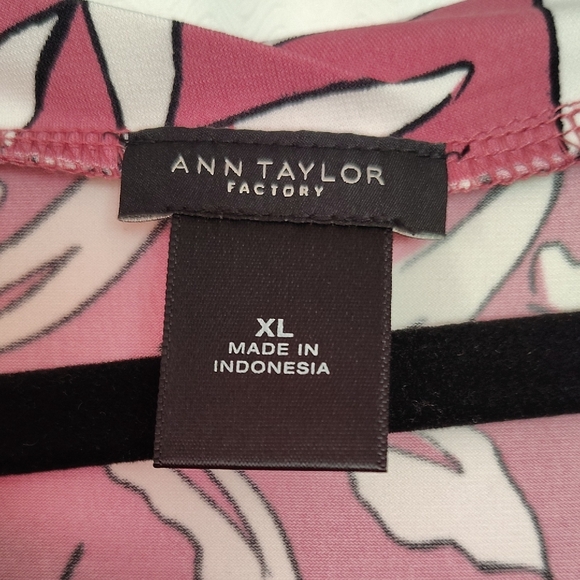 ANN TAYLOR
FACTORY
XL
MADE IN
INDONESIA